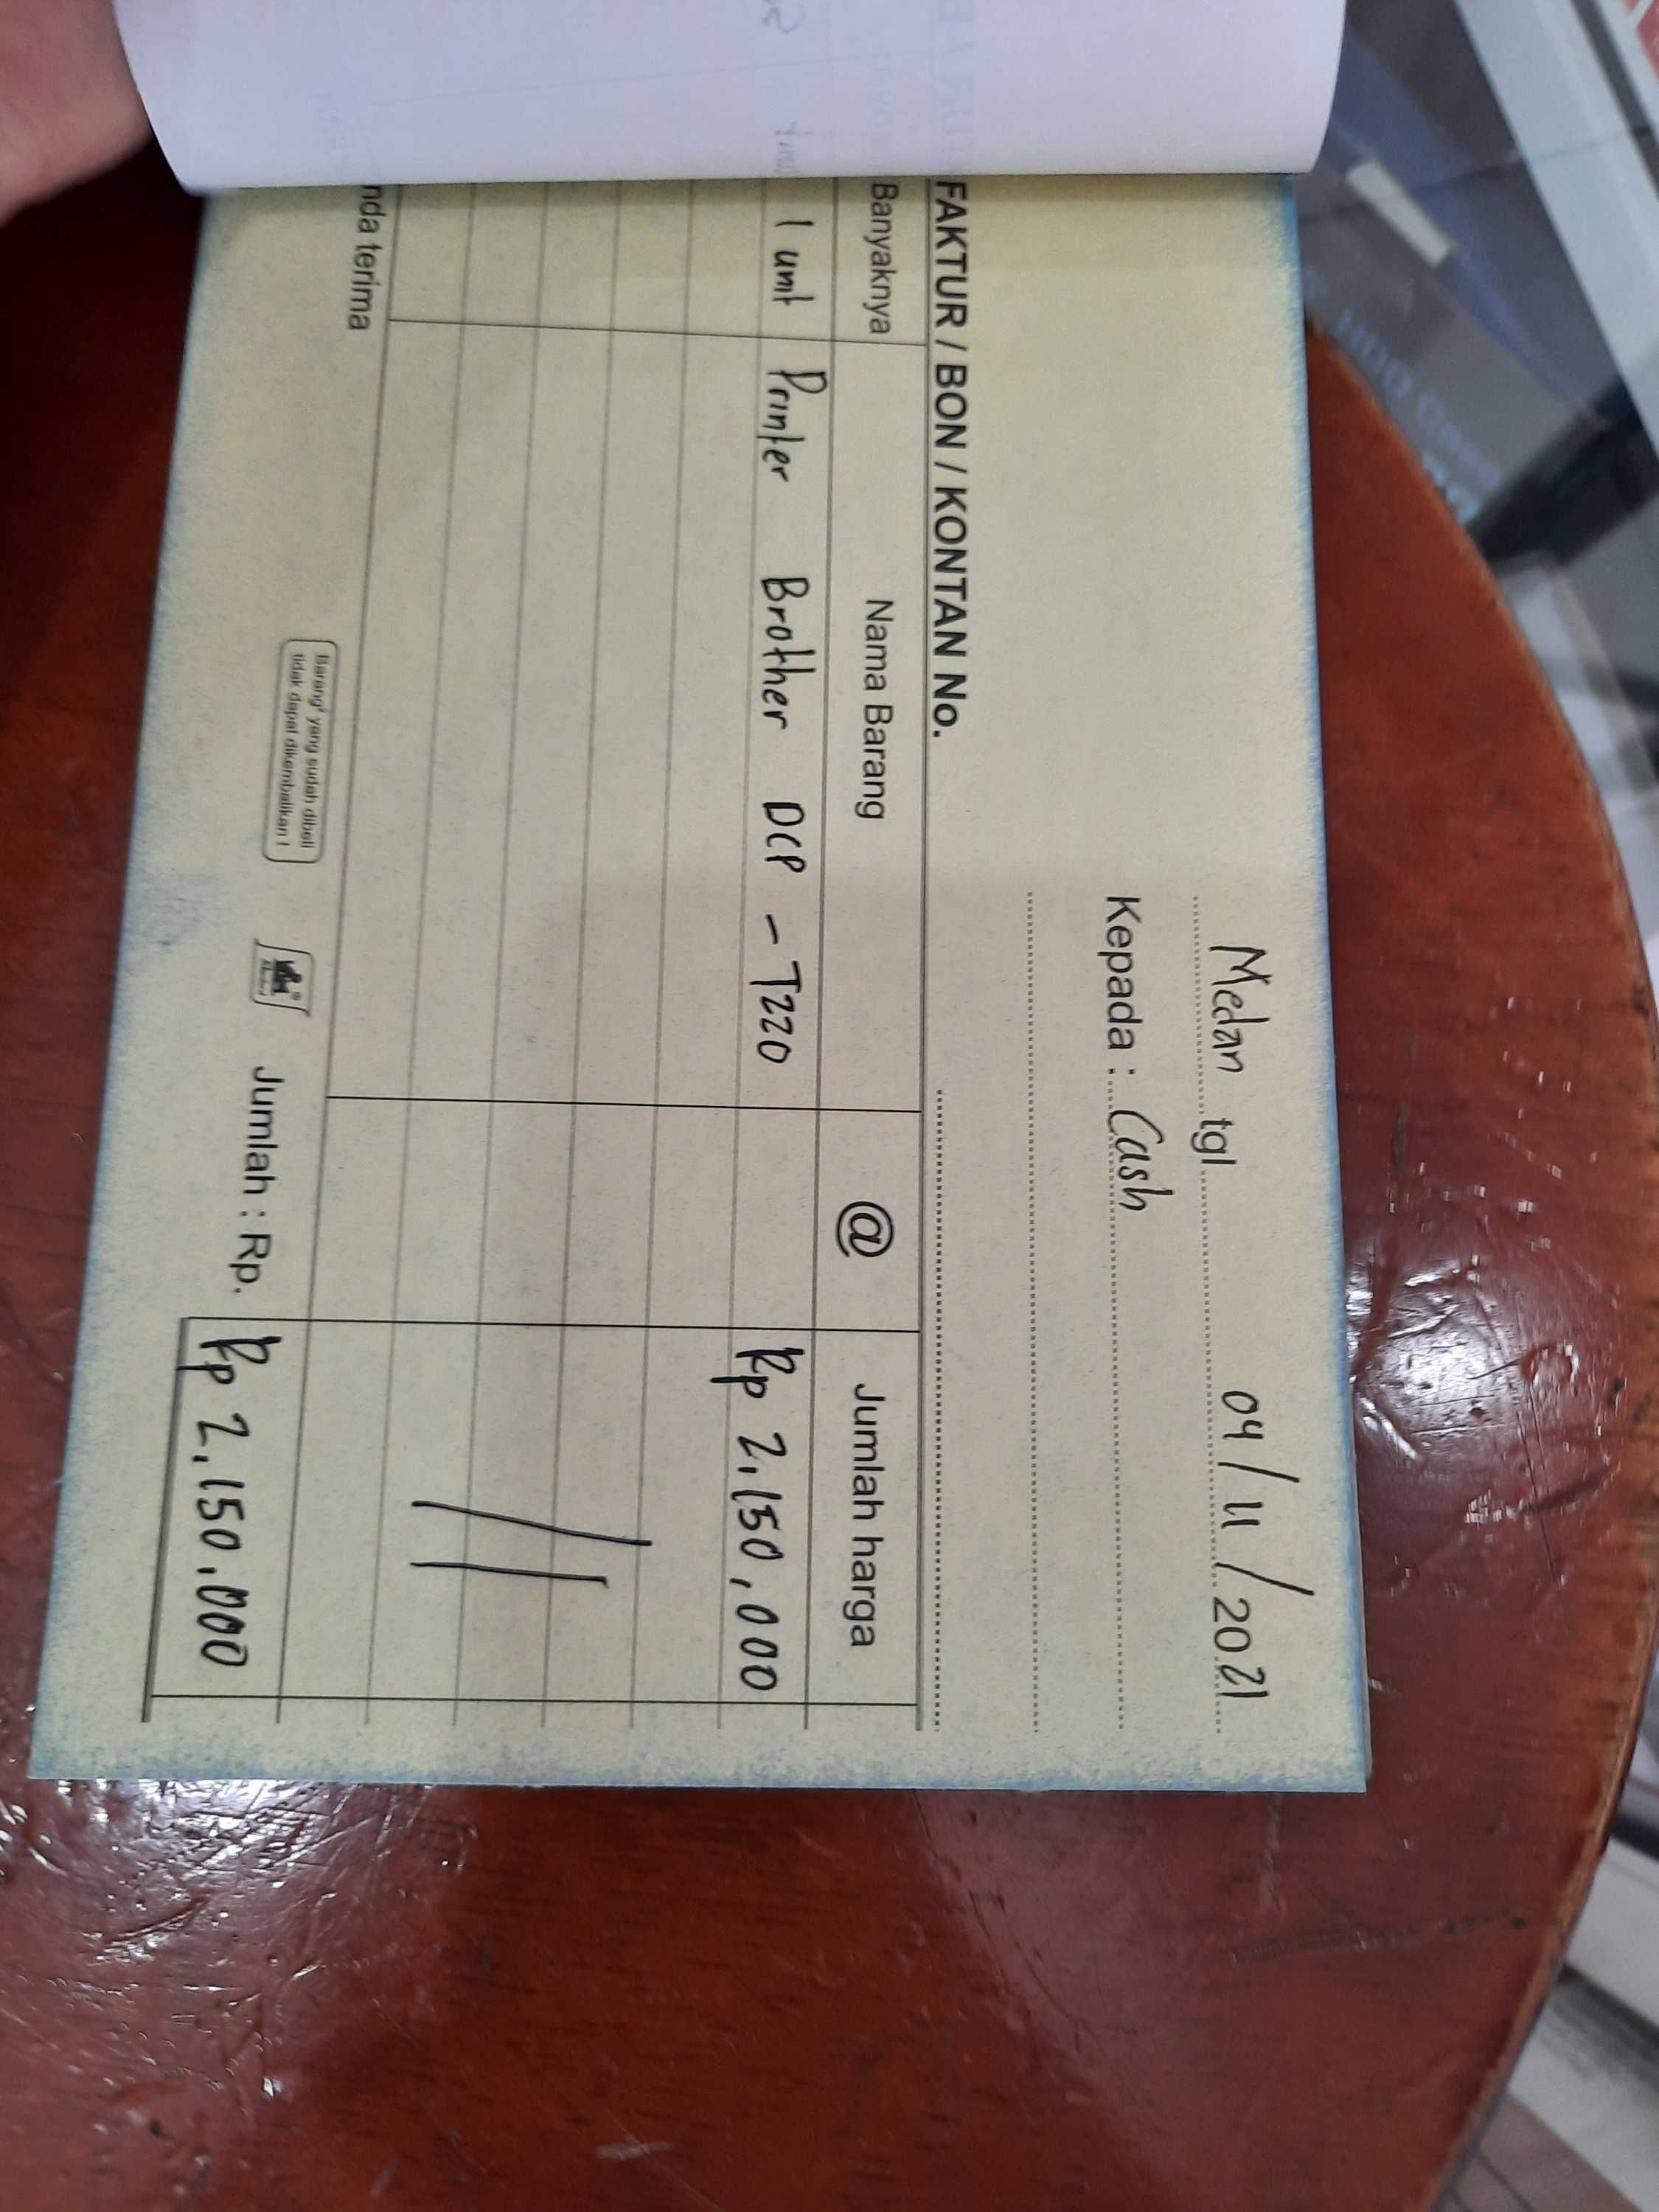 Medan tgl 04/11/2021
Kepada : Cash
FAKTUR / BON / KONTAN No.
Banyaknya Nama Barang @ Jumlah harga
1 unit Printer Brother DCP - T220 Rp 2.150.000
nda terima
Barang² yang sudah dibeli
tidak dapat dikembalikan !
Jumlah : Rp. Rp 2.150.000